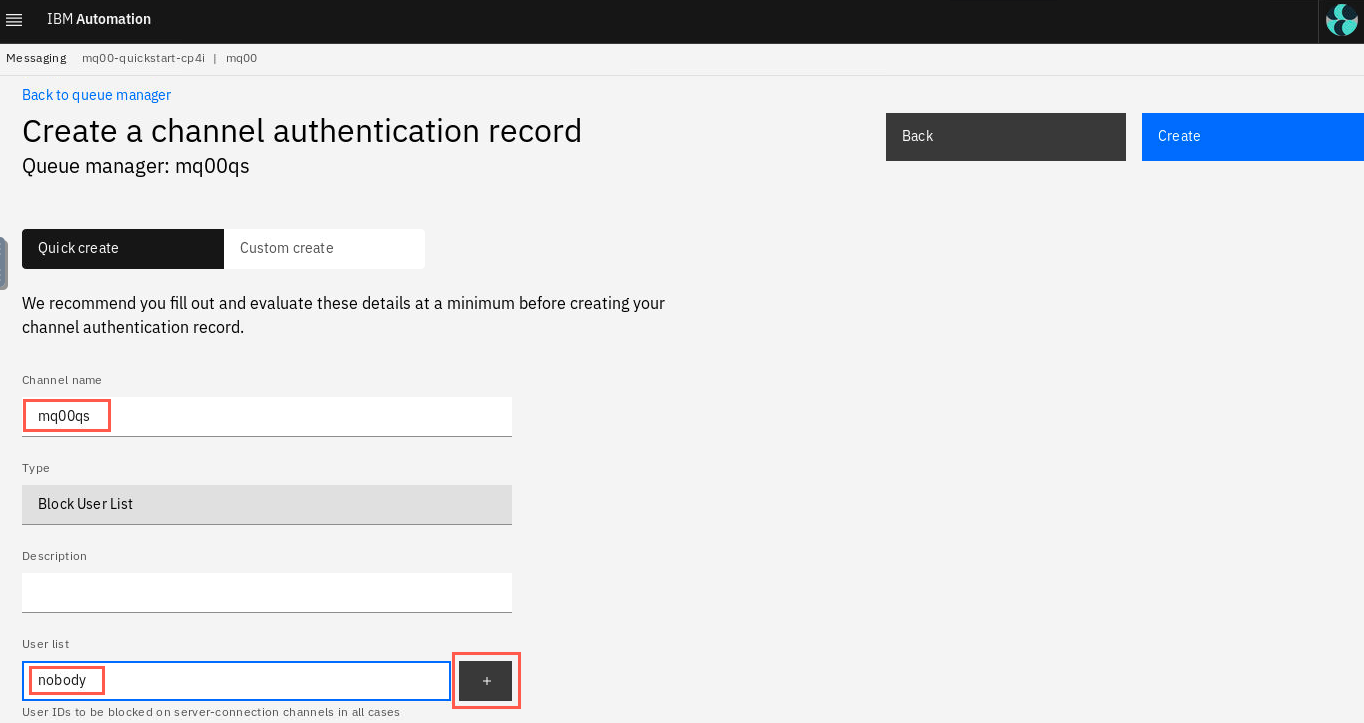 IBM Automation
Messaging mq00-quickstart-cp4i | mq00
Back to queue manager
Create a channel authentication record
Queue manager: mq00qs
Back
Create
Quick create
Custom create
We recommend you fill out and evaluate these details at a minimum before creating your
channel authentication record.
Channel name
mq00qs
Type
Block User List
Description
User list
nobody
+
User IDs to be blocked on server-connection channels in all cases